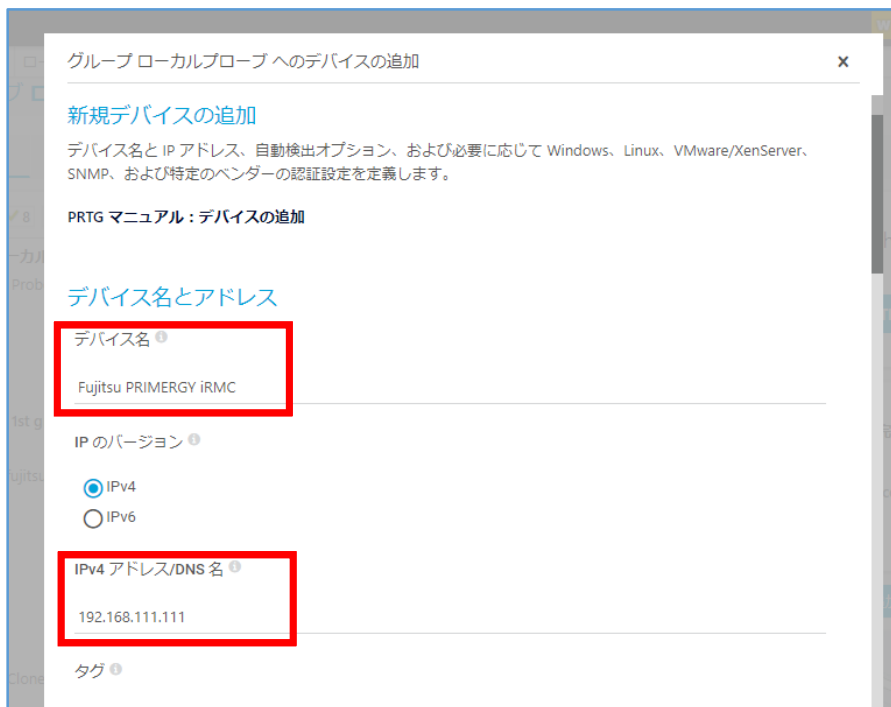 グループ ローカルプローブ へのデバイスの追加
新規デバイスの追加
デバイス名と IP アドレス、自動検出オプション、および必要に応じて Windows、Linux、VMware/XenServer、
SNMP、および特定のベンダーの認証設定を定義します。
PRTG マニュアル : デバイスの追加
デバイス名とアドレス
デバイス名
Fujitsu PRIMERGY iRMC
IP のバージョン
IPv4
IPv6
IPv4 アドレス/DNS 名
192.168.111.111
タグ